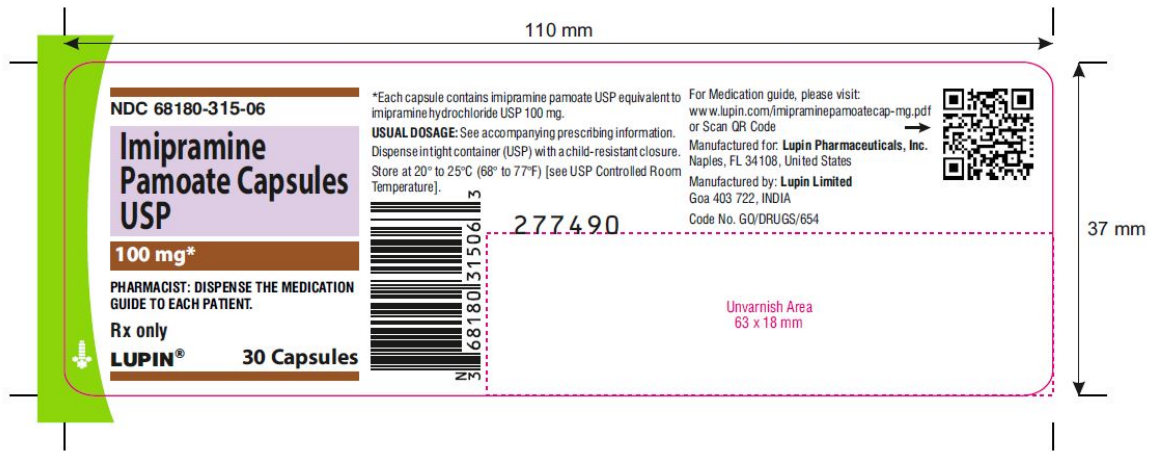 110 mm
NDC 68180-315-06
Imipramine
Pamoate Capsules
USP
100 mg*
PHARMACIST: DISPENSE THE MEDICATION
GUIDE TO EACH PATIENT.
Rx only
LUPIN®
30 Capsules
*Each capsule contains imipramine pamoate USP equivalent to
imipramine hydrochloride USP 100 mg.
USUAL DOSAGE: See accompanying prescribing information.
Dispense in tight container (USP) with a child-resistant closure.
Store at 20° to 25°C (68° to 77°F) [see USP Controlled Room
Temperature].
N
3 68180 31506 3
277490
For Medication guide, please visit:
www.lupin.com/imipraminepamoatecap-mg.pdf
or Scan QR Code
Manufactured for: Lupin Pharmaceuticals, Inc.
Naples, FL 34108, United States
Manufactured by: Lupin Limited
Goa 403 722, INDIA
Code No. GO/DRUGS/654
Unvarnish Area
63 x 18 mm
37 mm